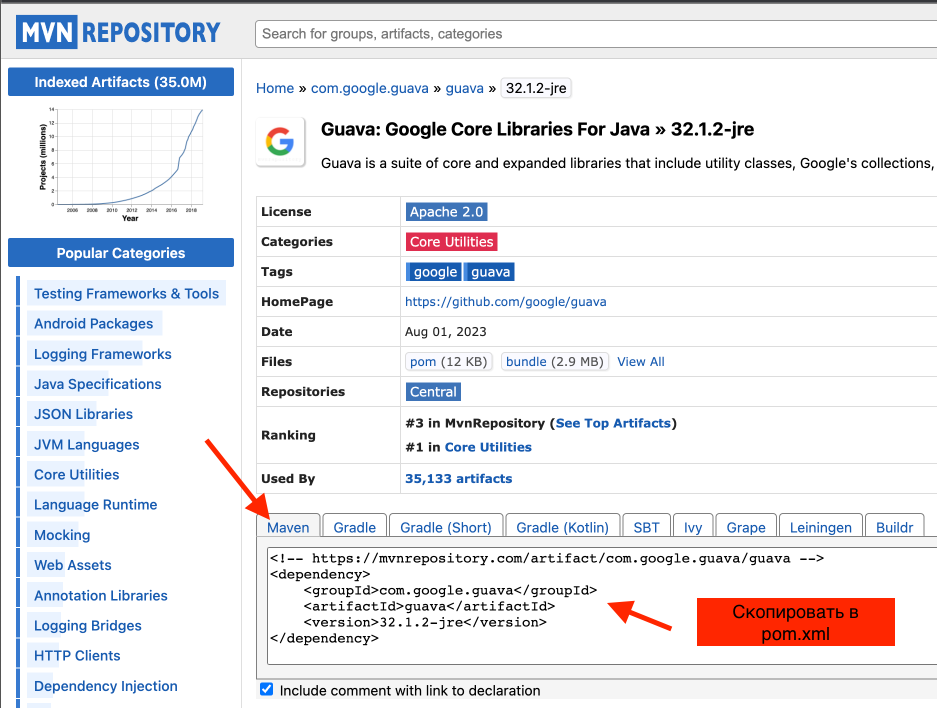 MVN REPOSITORY
Search for groups, artifacts, categories
Indexed Artifacts (35.0M)
Projects (millions)
14
12
10
8
6
4
2
0
2006 2008 2010 2012 2014 2016 2018
Year
Popular Categories
Testing Frameworks & Tools
Android Packages
Logging Frameworks
Java Specifications
JSON Libraries
JVM Languages
Core Utilities
Language Runtime
Mocking
Web Assets
Annotation Libraries
Logging Bridges
HTTP Clients
Dependency Injection
Home » com.google.guava » guava » 32.1.2-jre
Guava: Google Core Libraries For Java » 32.1.2-jre
Guava is a suite of core and expanded libraries that include utility classes, Google's collections,
License Apache 2.0
Categories Core Utilities
Tags google guava
HomePage https://github.com/google/guava
Date Aug 01, 2023
Files pom (12 KB) bundle (2.9 MB) View All
Repositories Central
Ranking
#3 in MvnRepository (See Top Artifacts)
#1 in Core Utilities
Used By 35,133 artifacts
Maven Gradle Gradle (Short) Gradle (Kotlin) SBT Ivy Grape Leiningen Buildr
<!-- https://mvnrepository.com/artifact/com.google.guava/guava -->
<dependency>
    <groupId>com.google.guava</groupId>
    <artifactId>guava</artifactId>
    <version>32.1.2-jre</version>
</dependency>
Скопировать в
pom.xml
Include comment with link to declaration